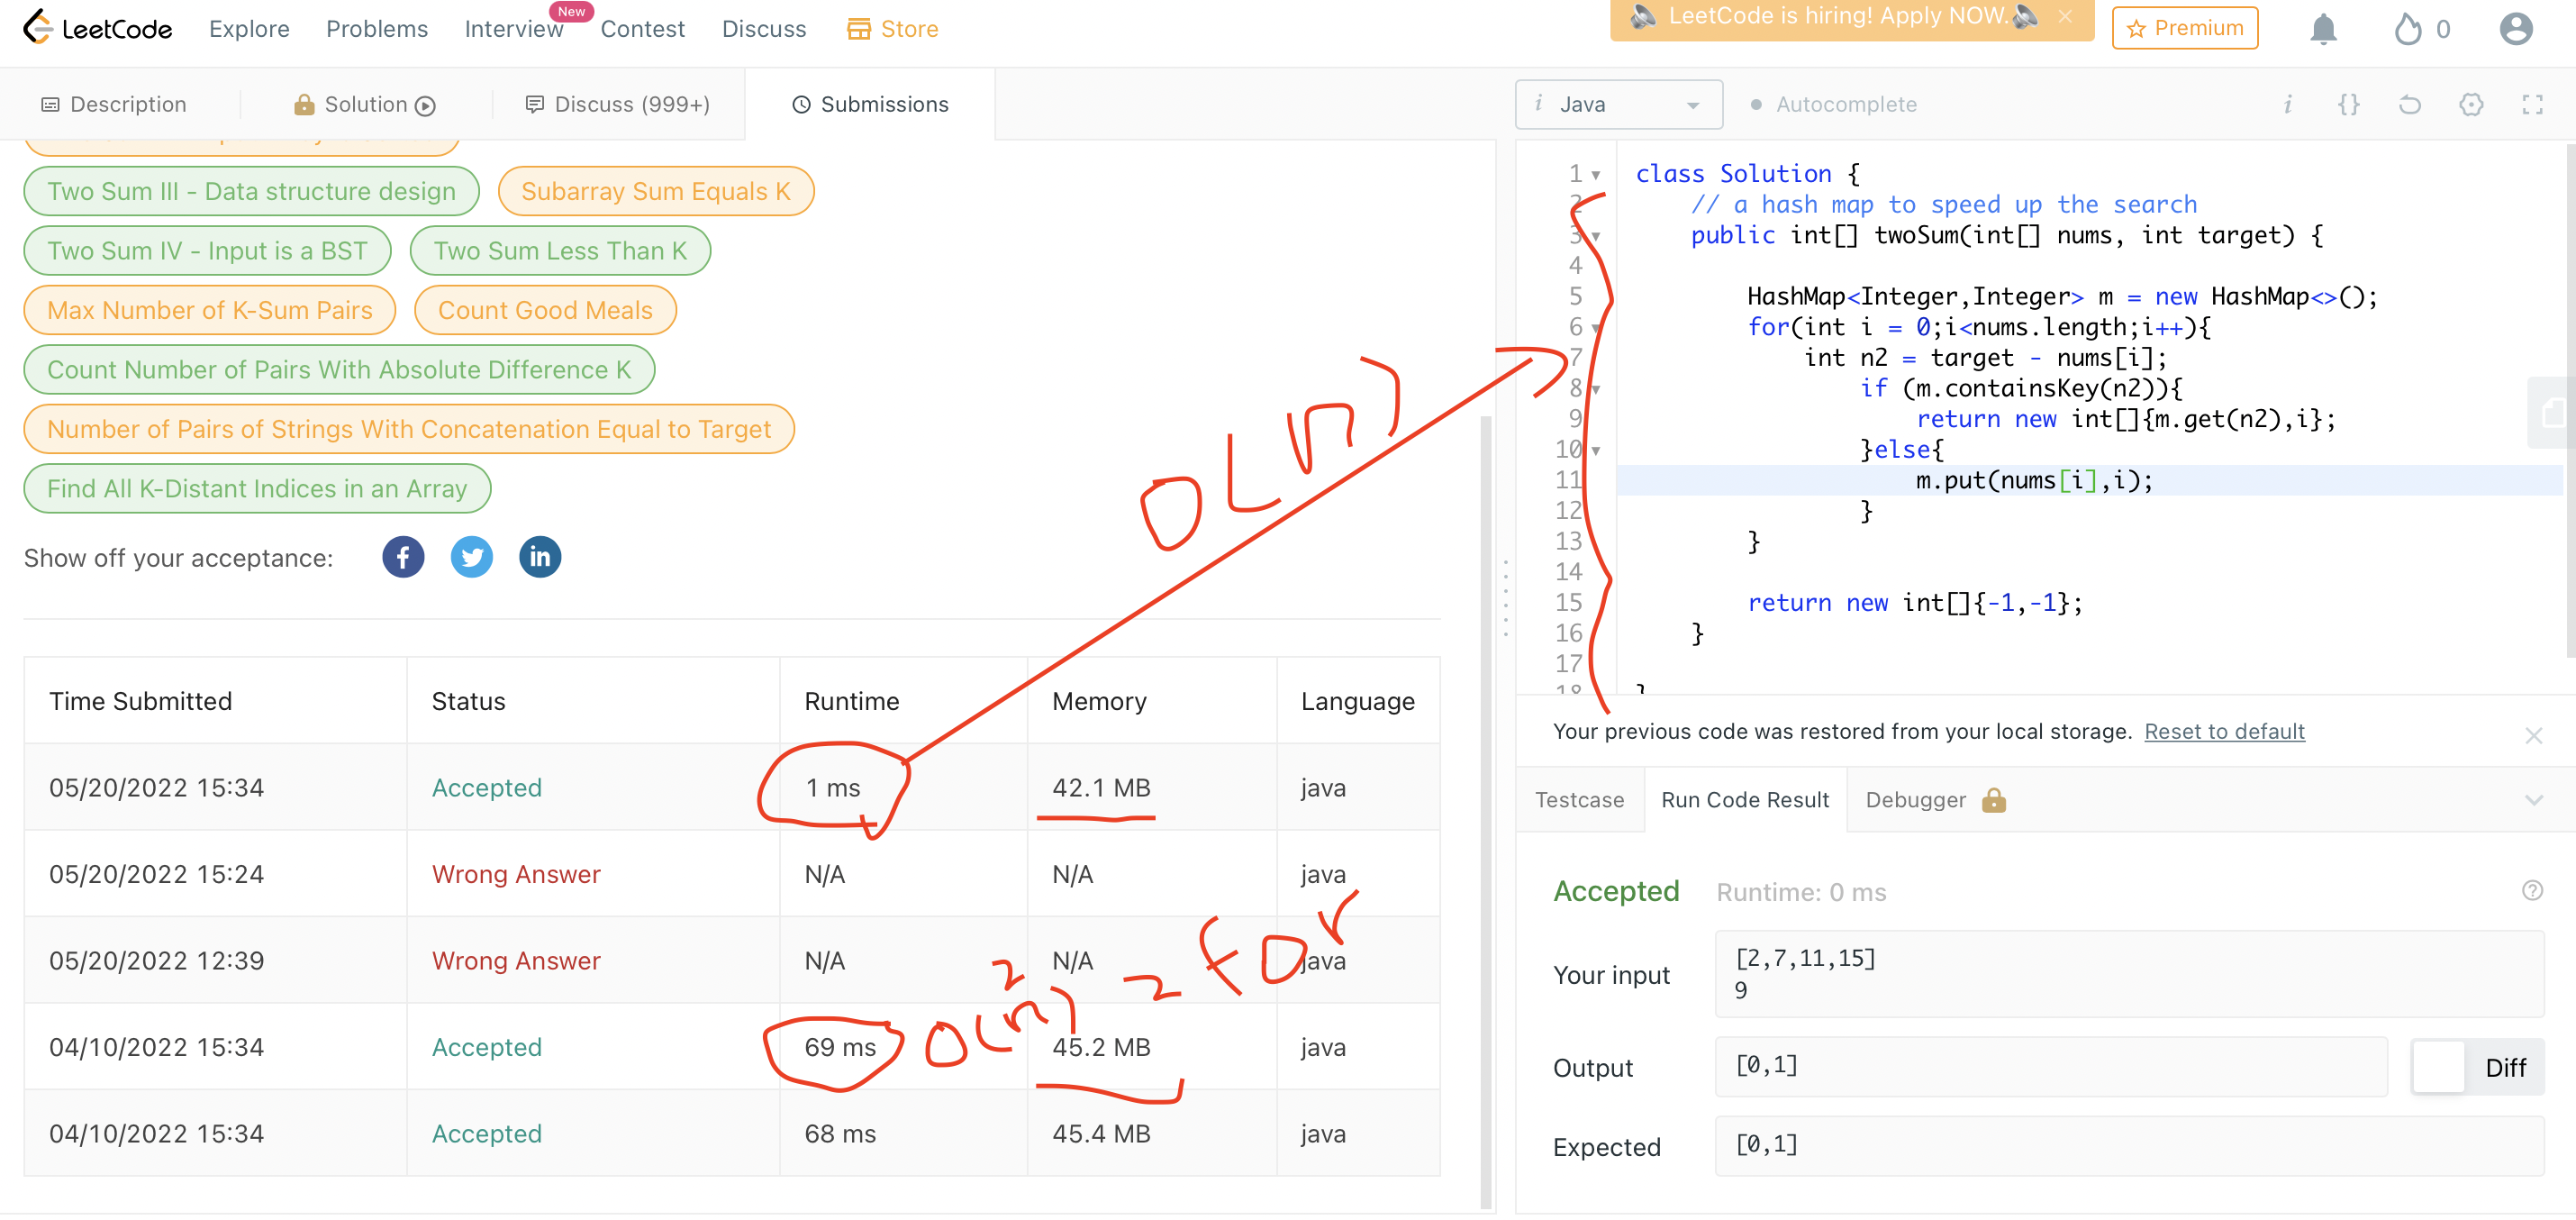 LeetCode Explore Problems Interview New Contest Discuss Store LeetCode is hiring! Apply NOW. Premium 0
Description Solution Discuss (999+) Submissions
Two Sum III - Data structure design Subarray Sum Equals K
Two Sum IV - Input is a BST Two Sum Less Than K
Max Number of K-Sum Pairs Count Good Meals
Count Number of Pairs With Absolute Difference K
Number of Pairs of Strings With Concatenation Equal to Target
Find All K-Distant Indices in an Array
Show off your acceptance:
Time Submitted Status Runtime Memory Language
05/20/2022 15:34 Accepted 1 ms 42.1 MB java
05/20/2022 15:24 Wrong Answer N/A N/A java
05/20/2022 12:39 Wrong Answer N/A N/A java
04/10/2022 15:34 Accepted 69 ms 45.2 MB java
04/10/2022 15:34 Accepted 68 ms 45.4 MB java
O(n)
O(n²) 2 for
i Java Autocomplete i {}
1 class Solution {
2 // a hash map to speed up the search
3 public int[] twoSum(int[] nums, int target) {
4
5 HashMap<Integer,Integer> m = new HashMap<>();
6 for(int i = 0;i<nums.length;i++){
7 int n2 = target - nums[i];
8 if (m.containsKey(n2)){
9 return new int[]{m.get(n2),i};
10 }else{
11 m.put(nums[i],i);
12 }
13 }
14
15 return new int[]{-1,-1};
16 }
17
18 }
Your previous code was restored from your local storage. Reset to default
Testcase Run Code Result Debugger
Accepted Runtime: 0 ms
Your input
[2,7,11,15]
9
Output [0,1] Diff
Expected [0,1]